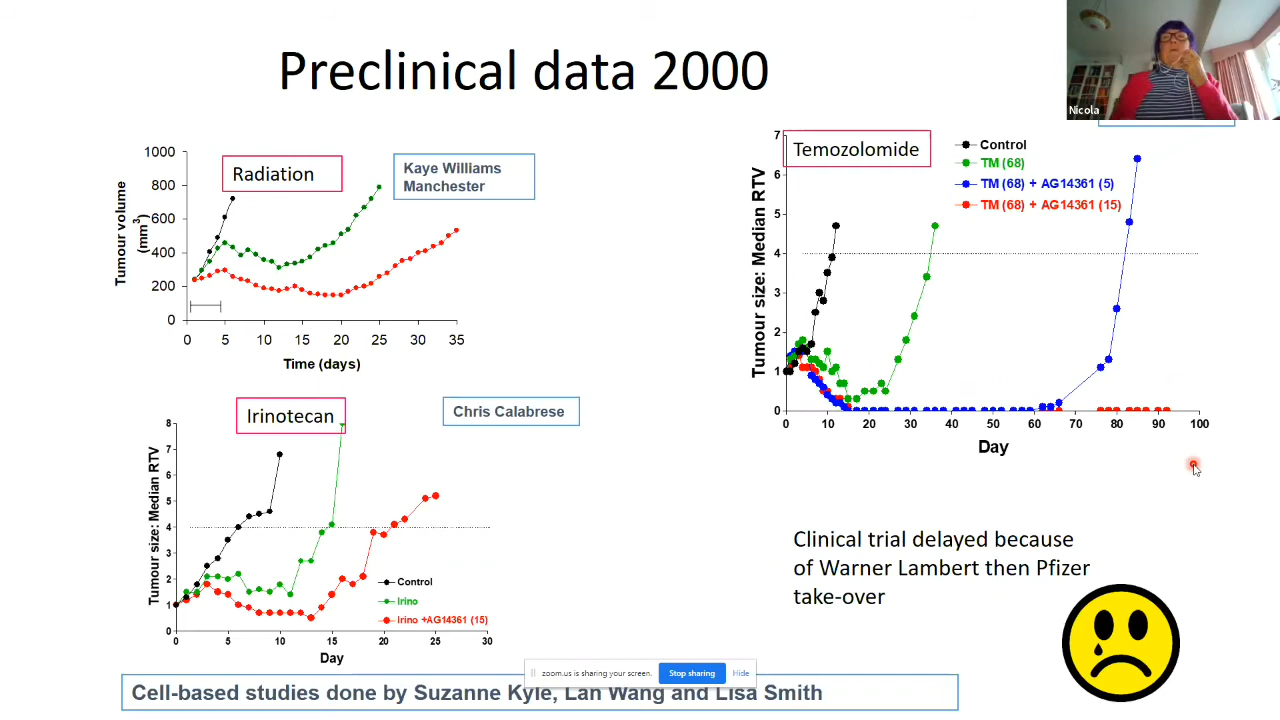 Preclinical data 2000
Nicola
Radiation
Kaye Williams
Manchester
Tumour volume
(mm3)
1000
800
600
400
200
0
0 5 10 15 20 25 30 35
Time (days)
Temozolomide
Control
TM (68)
TM (68) + AG14361 (5)
TM (68) + AG14361 (15)
Tumour size: Median RTV
7
6
5
4
3
2
1
0
0 10 20 30 40 50 60 70 80 90 100
Day
Irinotecan
Chris Calabrese
Tumour size: Median RTV
8
7
6
5
4
3
2
1
0
Control
Irino
Irino +AG14361 (15)
0 5 10 15 20 25 30
Day
Clinical trial delayed because
of Warner Lambert then Pfizer
take-over
zoom.us is sharing your screen.
Stop sharing
Hide
Cell-based studies done by Suzanne Kyle, Lan Wang and Lisa Smith